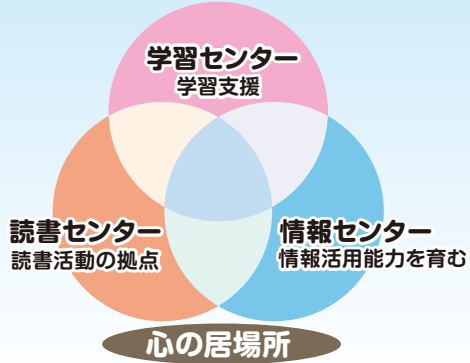 学習センター
学習支援
読書センター
読書活動の拠点
情報センター
情報活用能力を育む
心の居場所